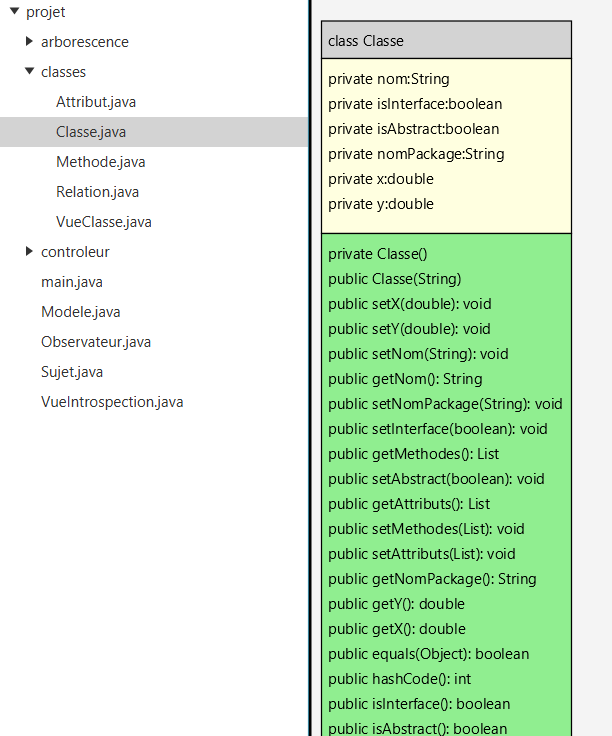 projet
arborescence
classes
Attribut.java
Classe.java
Methode.java
Relation.java
VueClasse.java
controleur
main.java
Modele.java
Observateur.java
Sujet.java
VueIntrospection.java
class Classe
private nom:String
private isInterface:boolean
private isAbstract:boolean
private nomPackage:String
private x:double
private y:double
private Classe()
public Classe(String)
public setX(double): void
public setY(double): void
public setNom(String): void
public getNom(): String
public setNomPackage(String): void
public setInterface(boolean): void
public getMethodes(): List
public setAbstract(boolean): void
public getAttributs(): List
public setMethodes(List): void
public setAttributs(List): void
public getNomPackage(): String
public getY(): double
public getX(): double
public equals(Object): boolean
public hashCode(): int
public isInterface(): boolean
public isAbstract(): boolean